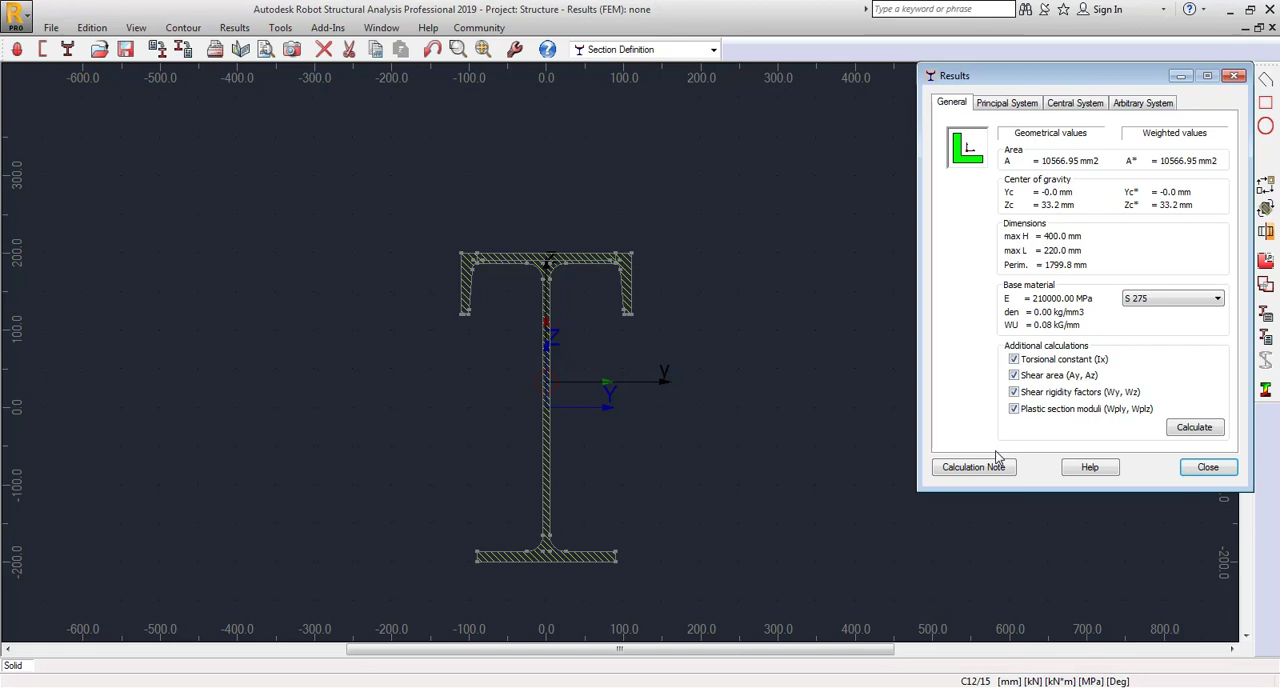 Autodesk Robot Structural Analysis Professional 2019 - Project: Structure - Results (FEM): none
Type a keyword or phrase
Sign In
PRO
File Edition View Contour Results Tools Add-Ins Window Help Community
Section Definition
-600.0 -500.0 -400.0 -300.0 -200.0 -100.0 0.0 100.0 200.0 300.0 400.0
300.0
200.0
100.0
0.0
-100.0
-200.0
Z
Y
Y
-200.0
-600.0 -500.0 -400.0 -300.0 -200.0 -100.0 0.0 100.0 200.0 300.0 400.0 500.0 600.0 700.0 800.0
Results
General Principal System Central System Arbitrary System
Geometrical values Weighted values
Area
A = 10566.95 mm2 A* = 10566.95 mm2
Center of gravity
Yc = -0.0 mm Yc* = -0.0 mm
Zc = 33.2 mm Zc* = 33.2 mm
Dimensions
max H = 400.0 mm
max L = 220.0 mm
Perim. = 1799.8 mm
Base material
E = 210000.00 MPa S 275
den = 0.00 kg/mm3
WU = 0.08 kG/mm
Additional calculations
Torsional constant (Ix)
Shear area (Ay, Az)
Shear rigidity factors (Wy, Wz)
Plastic section moduli (Wply, Wplz)
Calculate
Calculation Note Help Close
Solid
C12/15 [mm] [kN] [kN*m] [MPa] [Deg]